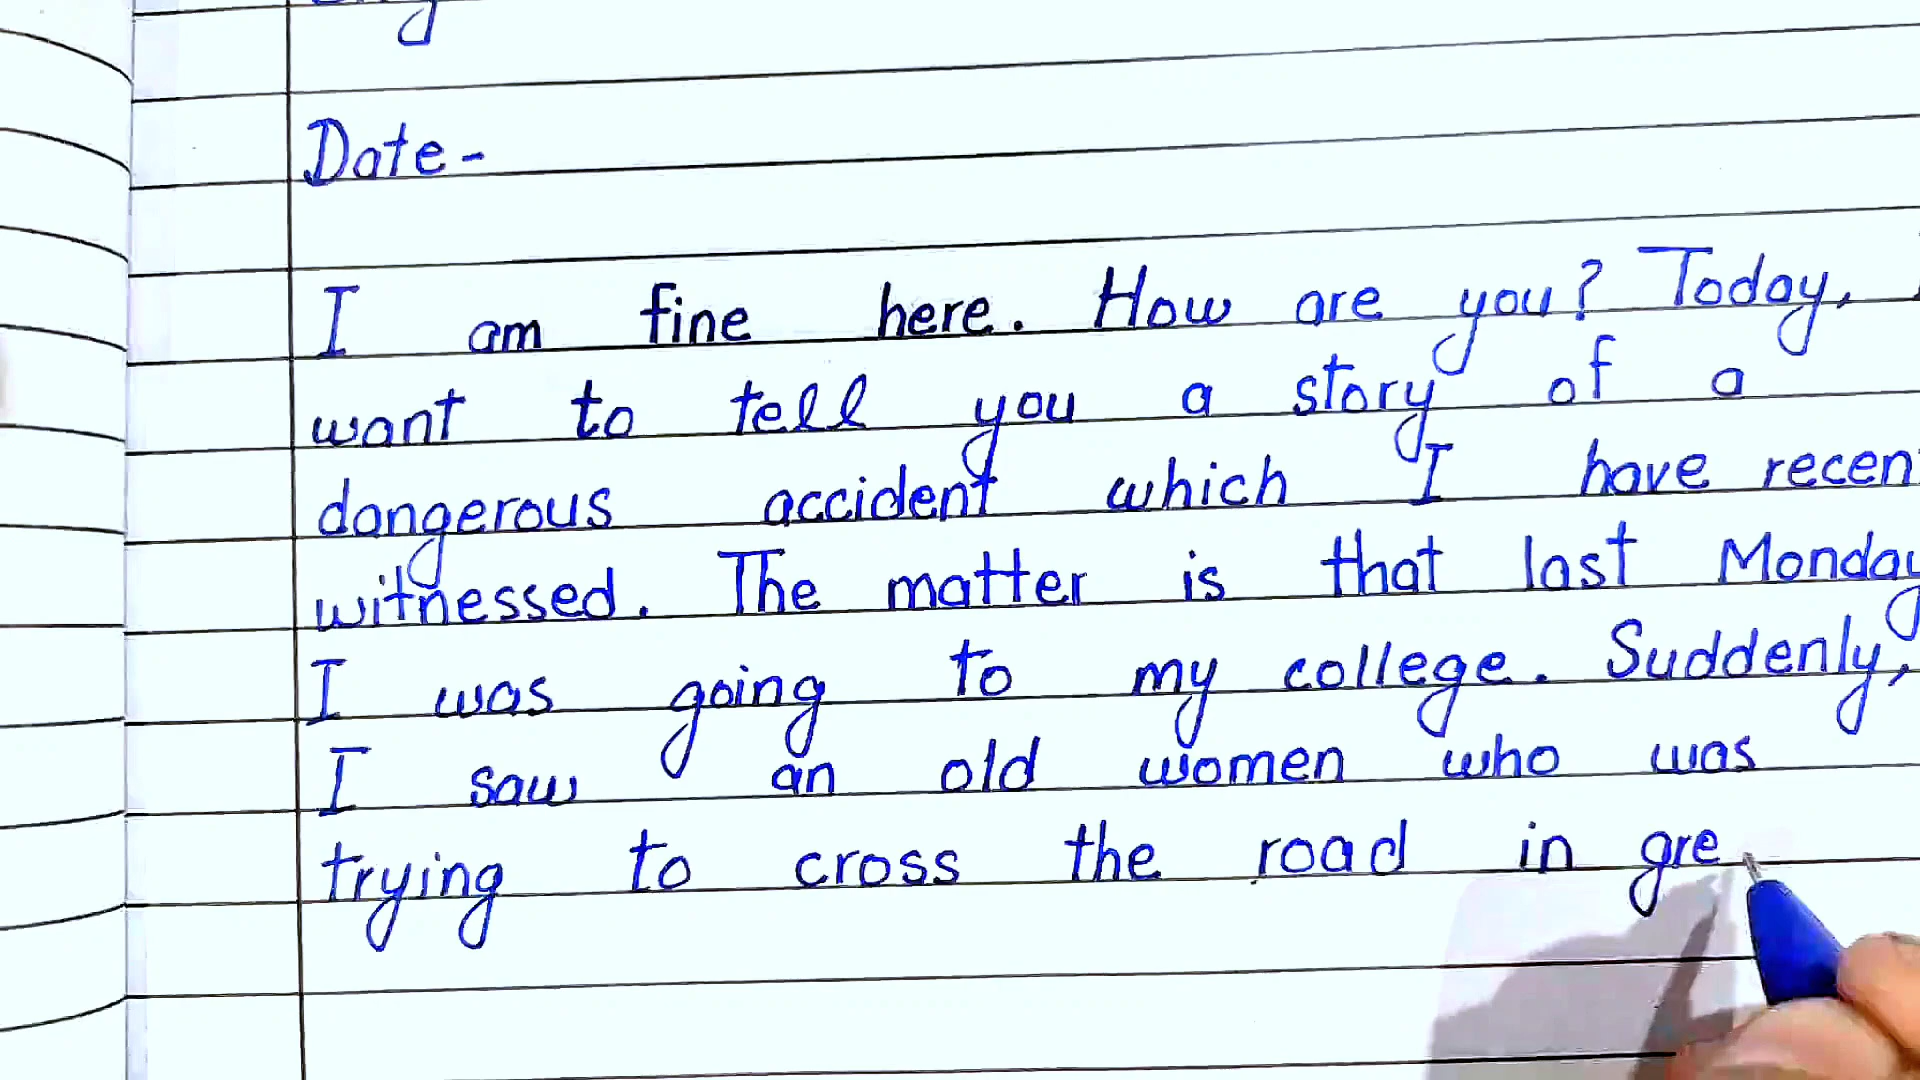 Date-
I am fine here. How are you? Today,
want to tell you a story of a
dangerous accident which I have recen
witnessed. The matter is that last Monday
I was going to my college. Suddenly,
I saw an old women who was
trying to cross the road in gre